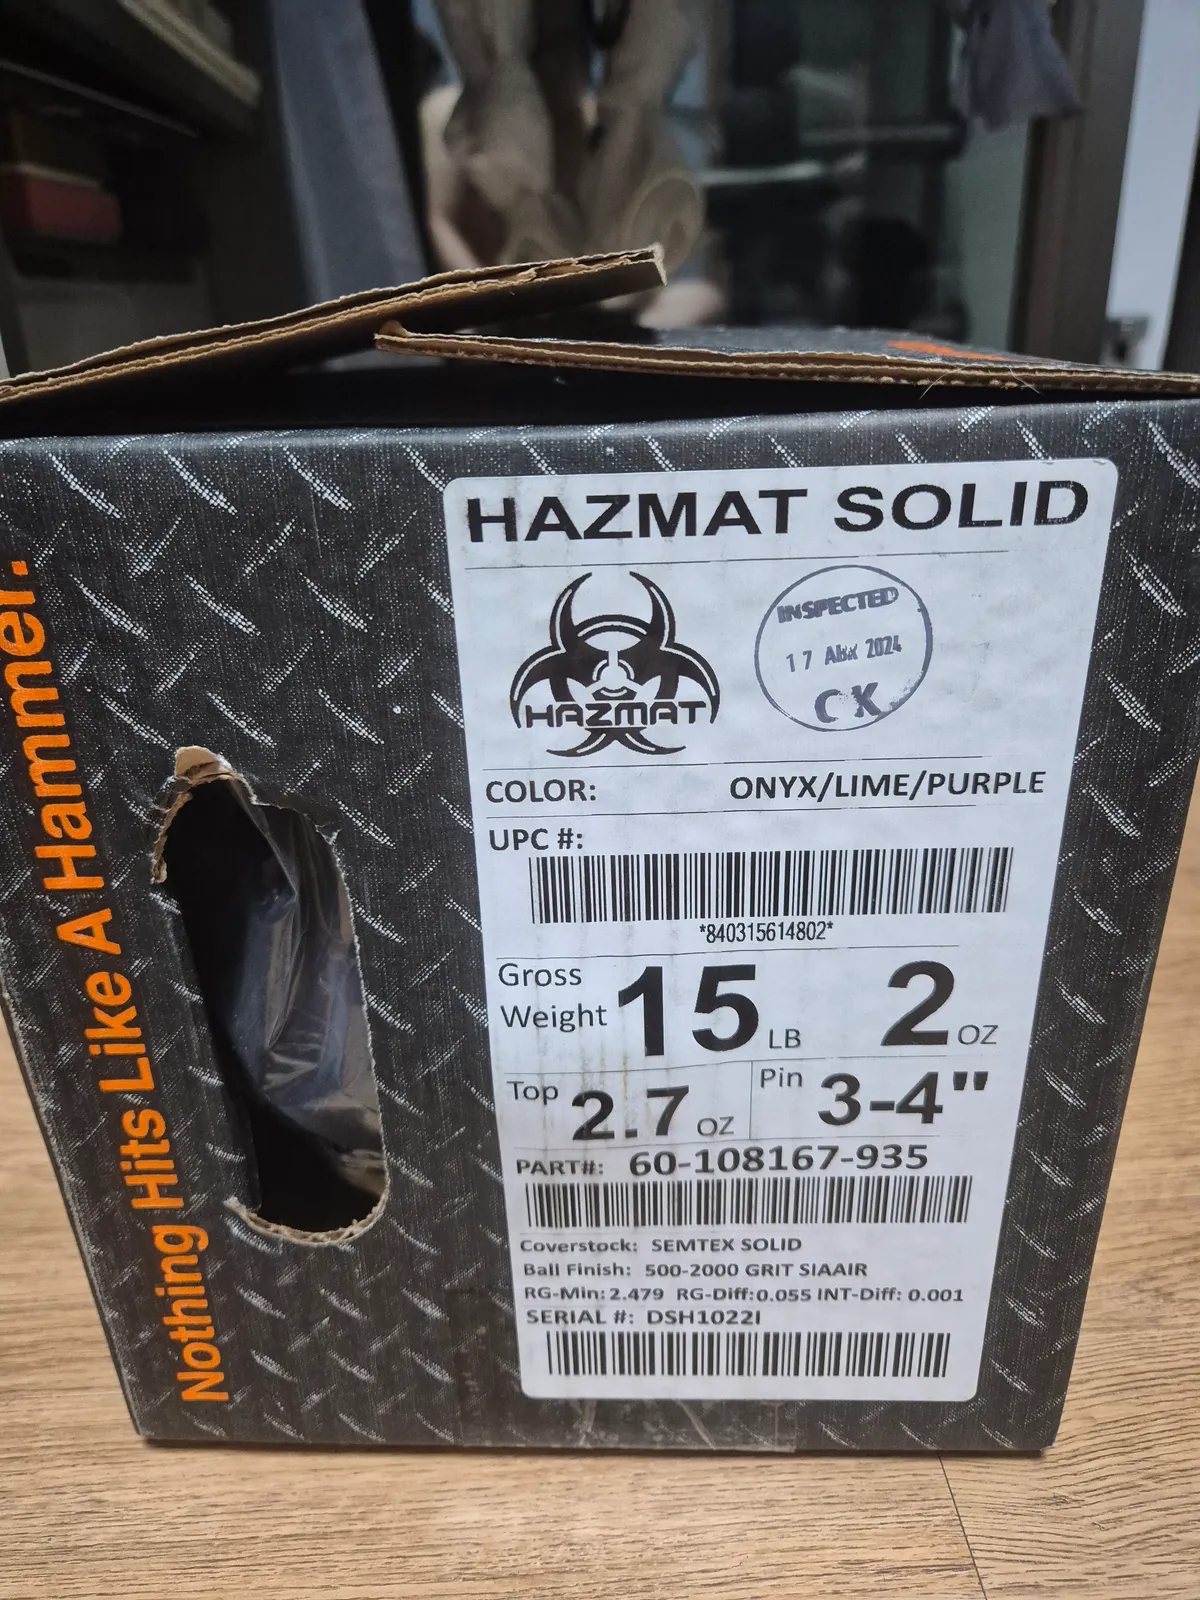 Nothing Hits Like A Hammer.
HAZMAT SOLID
HAZMAT
INSPECTED
17 2024
CK
COLOR: ONYX/LIME/PURPLE
UPC #:
*840315614802*
Gross Weight 15 LB 2 OZ
Top 2.7 OZ Pin 3-4"
PART#: 60-108167-935
Coverstock: SEMTEX SOLID
Ball Finish: 500-2000 GRIT SIAAIR
RG-Min: 2.479 RG-Diff: 0.055 INT-Diff: 0.001
SERIAL #: DSH1022I